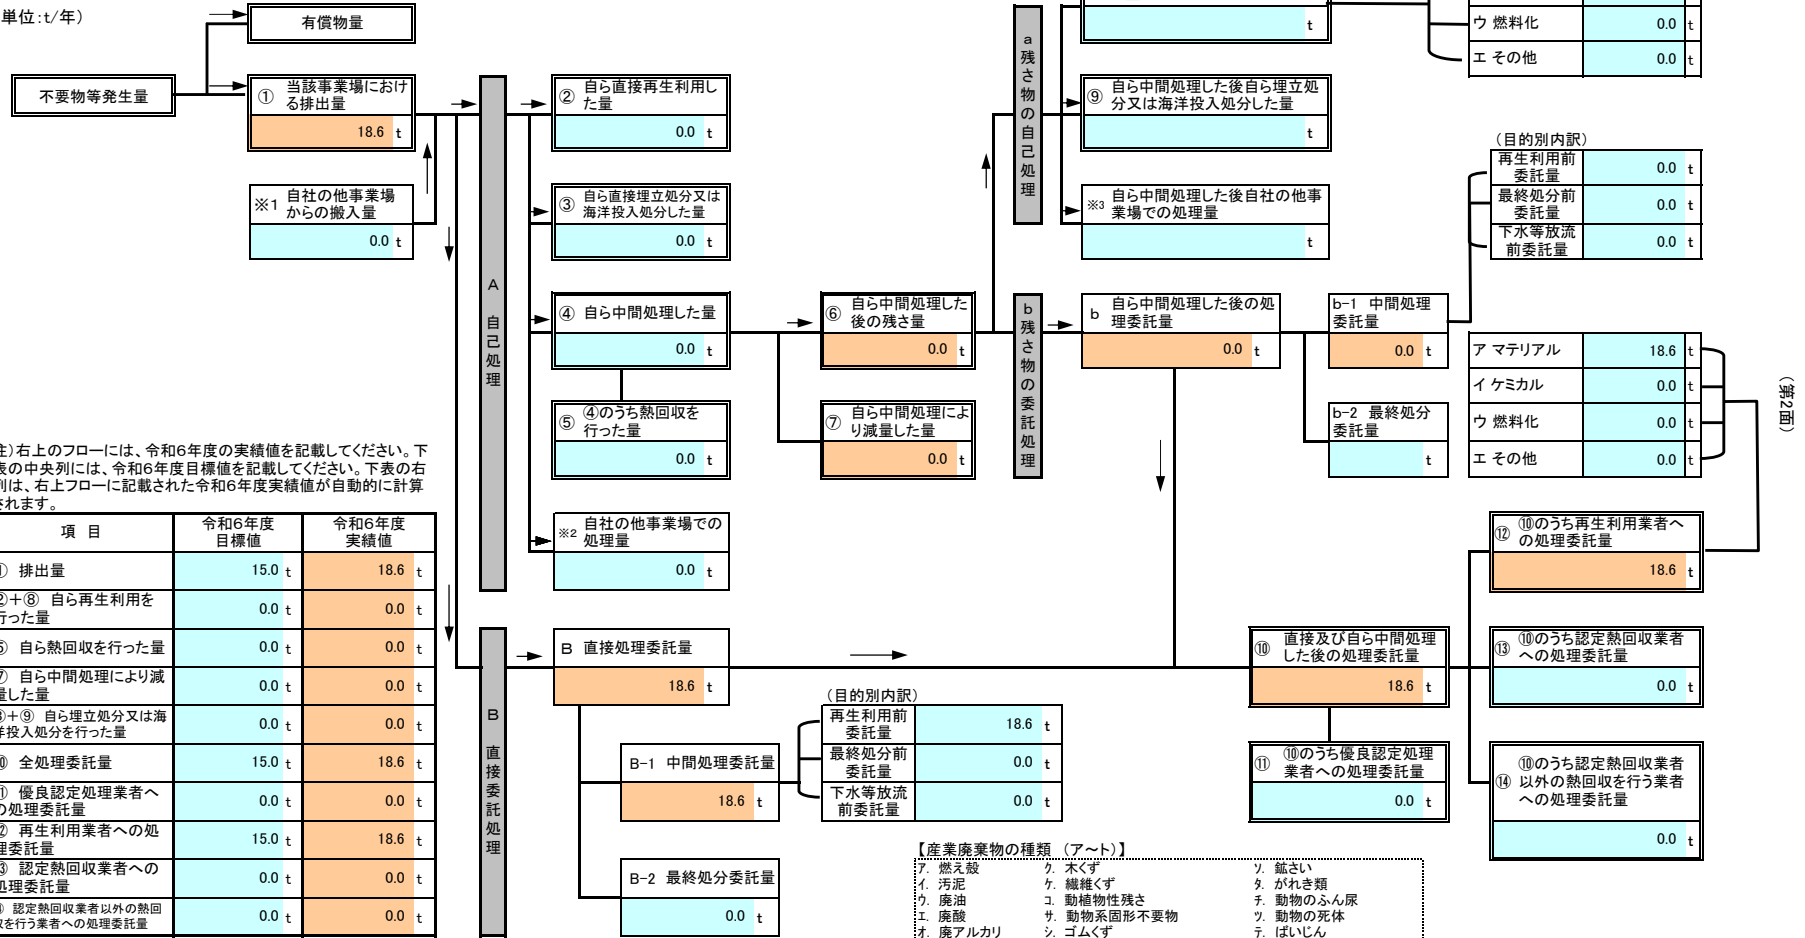 単位：t/年）
有償物量
不要物等発生量
① 当該事業場におけ
る排出量
18.6 t
※1 自社の他事業場
からの搬入量
0.0 t
A 自己処理
② 自ら直接再生利用し
た量
0.0 t
③ 自ら直接埋立処分又は
海洋投入処分した量
0.0 t
④ 自ら中間処理した量
0.0 t
⑤ ④のうち熱回収を
行った量
0.0 t
※2 自社の他事業場での
処理量
0.0 t
⑥ 自ら中間処理した
後の残さ量
0.0 t
⑦ 自ら中間処理によ
り減量した量
0.0 t
a 残さ物の自己処理
t
⑨ 自ら中間処理した後自ら埋立処
分又は海洋投入処分した量
t
※3 自ら中間処理した後自社の他事
業場での処理量
t
b 残さ物の委託処理
b 自ら中間処理した後の処
理委託量
0.0 t
b-1 中間処理
委託量
0.0 t
b-2 最終処分
委託量
t
ウ 燃料化 0.0 t
エ その他 0.0 t
（目的別内訳）
再生利用前
委託量 0.0 t
最終処分前
委託量 0.0 t
下水等放流
前委託量 0.0 t
ア マテリアル 18.6 t
イ ケミカル 0.0 t
ウ 燃料化 0.0 t
エ その他 0.0 t
（第2面）
注）右上のフローには、令和6年度の実績値を記載してください。下
表の中央列には、令和6年度目標値を記載してください。下表の右
列は、右上フローに記載された令和6年度実績値が自動的に計算
されます。
項 目 令和6年度
目標値 令和6年度
実績値
① 排出量 15.0 t 18.6 t
②＋⑧ 自ら再生利用を
行った量 0.0 t 0.0 t
⑤ 自ら熱回収を行った量 0.0 t 0.0 t
⑦ 自ら中間処理により減
量した量 0.0 t 0.0 t
③＋⑨ 自ら埋立処分又は海
洋投入処分を行った量 0.0 t 0.0 t
⑩ 全処理委託量 15.0 t 18.6 t
⑪ 優良認定処理業者へ
の処理委託量 0.0 t 0.0 t
⑫ 再生利用業者への処
理委託量 15.0 t 18.6 t
⑬ 認定熱回収業者への
処理委託量 0.0 t 0.0 t
⑭ 認定熱回収業者以外の熱回
収を行う業者への処理委託量 0.0 t 0.0 t
B 直接委託処理
B 直接処理委託量
18.6 t
B-1 中間処理委託量
18.6 t
B-2 最終処分委託量
0.0 t
（目的別内訳）
再生利用前
委託量 18.6 t
最終処分前
委託量 0.0 t
下水等放流
前委託量 0.0 t
⑩ 直接及び自ら中間処理
した後の処理委託量
18.6 t
⑪ ⑩のうち優良認定処理
業者への処理委託量
0.0 t
⑫ ⑩のうち再生利用業者へ
の処理委託量
18.6 t
⑬ ⑩のうち認定熱回収業者
への処理委託量
0.0 t
⑭ ⑩のうち認定熱回収業者
以外の熱回収を行う業者
への処理委託量
0.0 t
【産業廃棄物の種類 （ア～ト）】
ア. 燃え殻 ク. 木くず ソ. 鉱さい
イ. 汚泥 ケ. 繊維くず タ. がれき類
ウ. 廃油 コ. 動植物性残さ チ. 動物のふん尿
エ. 廃酸 サ. 動物系固形不要物 ツ. 動物の死体
オ. 廃アルカリ シ. ゴムくず テ. ばいじん